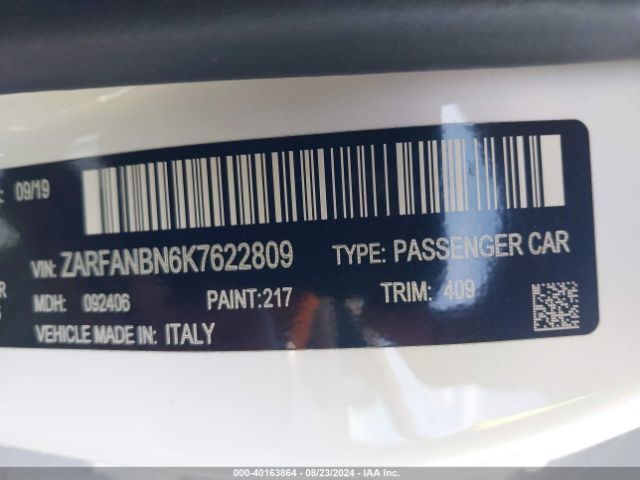 : 09/19
VIN: ZARFANBN6K7622809 TYPE: PASSENGER CAR
MDH: 092406 PAINT:217 TRIM: 409
VEHICLE MADE IN: ITALY
000-40163864 / 08/23/2024 - IAA Inc.